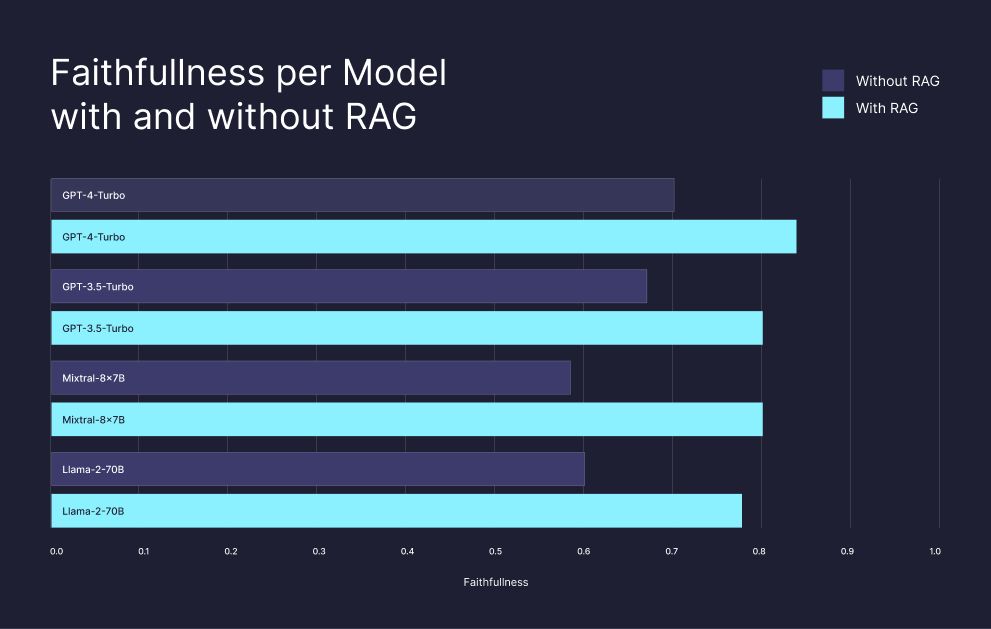 Faithfullness per Model
with and without RAG
Without RAG
With RAG
GPT-4-Turbo
GPT-4-Turbo
GPT-3.5-Turbo
GPT-3.5-Turbo
Mixtral-8×7B
Mixtral-8×7B
Llama-2-70B
Llama-2-70B
0.0 0.1 0.2 0.3 0.4 0.5 0.6 0.7 0.8 0.9 1.0
Faithfullness